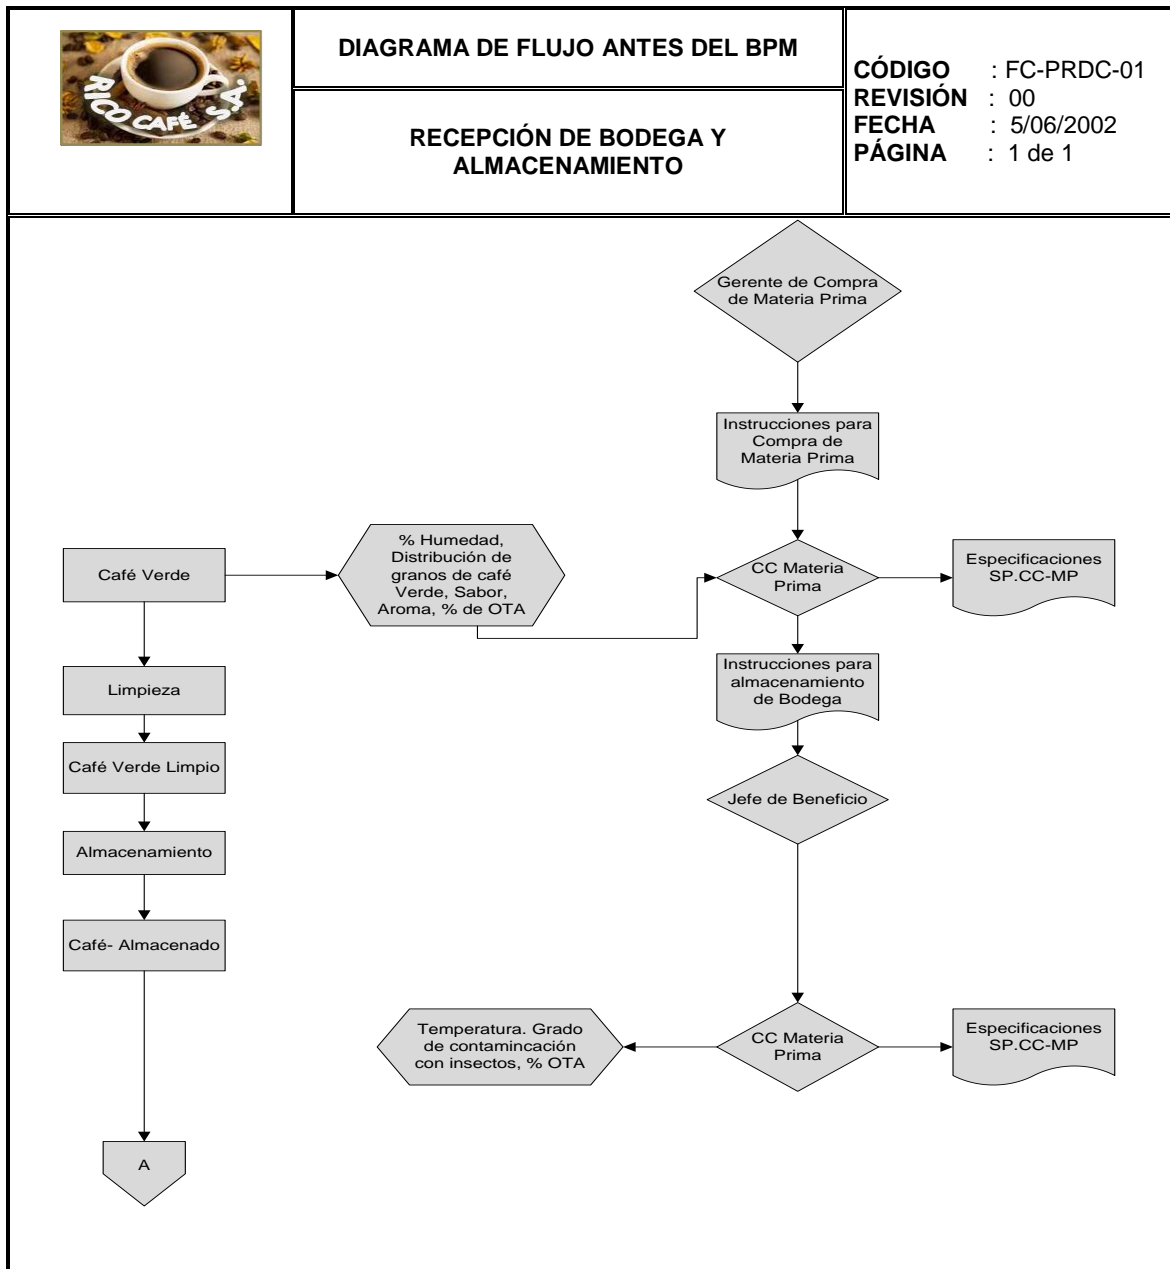 RICO CAFÉ S.A.
DIAGRAMA DE FLUJO ANTES DEL BPM
RECEPCIÓN DE BODEGA Y
ALMACENAMIENTO
CÓDIGO : FC-PRDC-01
REVISIÓN : 00
FECHA : 5/06/2002
PÁGINA : 1 de 1
Gerente de Compra
de Materia Prima
Instrucciones para
Compra de
Materia Prima
Café Verde
% Humedad,
Distribución de
granos de café
Verde, Sabor,
Aroma, % de OTA
CC Materia
Prima
Especificaciones
SP.CC-MP
Limpieza
Instrucciones para
almacenamiento
de Bodega
Café Verde Limpio
Jefe de Beneficio
Almacenamiento
Café- Almacenado
Temperatura. Grado
de contamincación
con insectos, % OTA
CC Materia
Prima
Especificaciones
SP.CC-MP
A